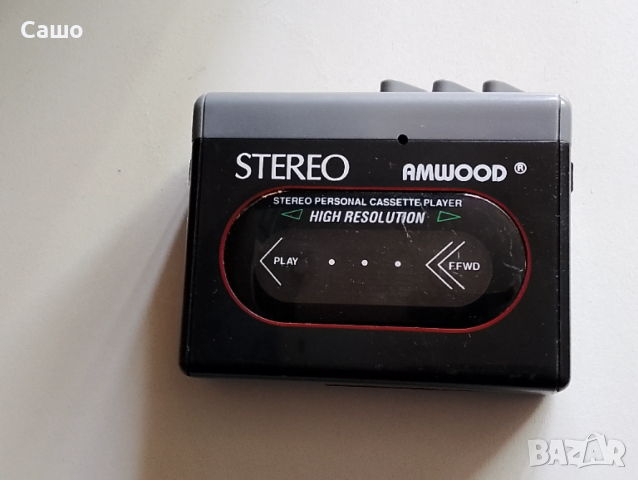 Сашо
STEREO AMWOOD ®
STEREO PERSONAL CASSETTE PLAYER
HIGH RESOLUTION
PLAY F.FWD
BAZAR